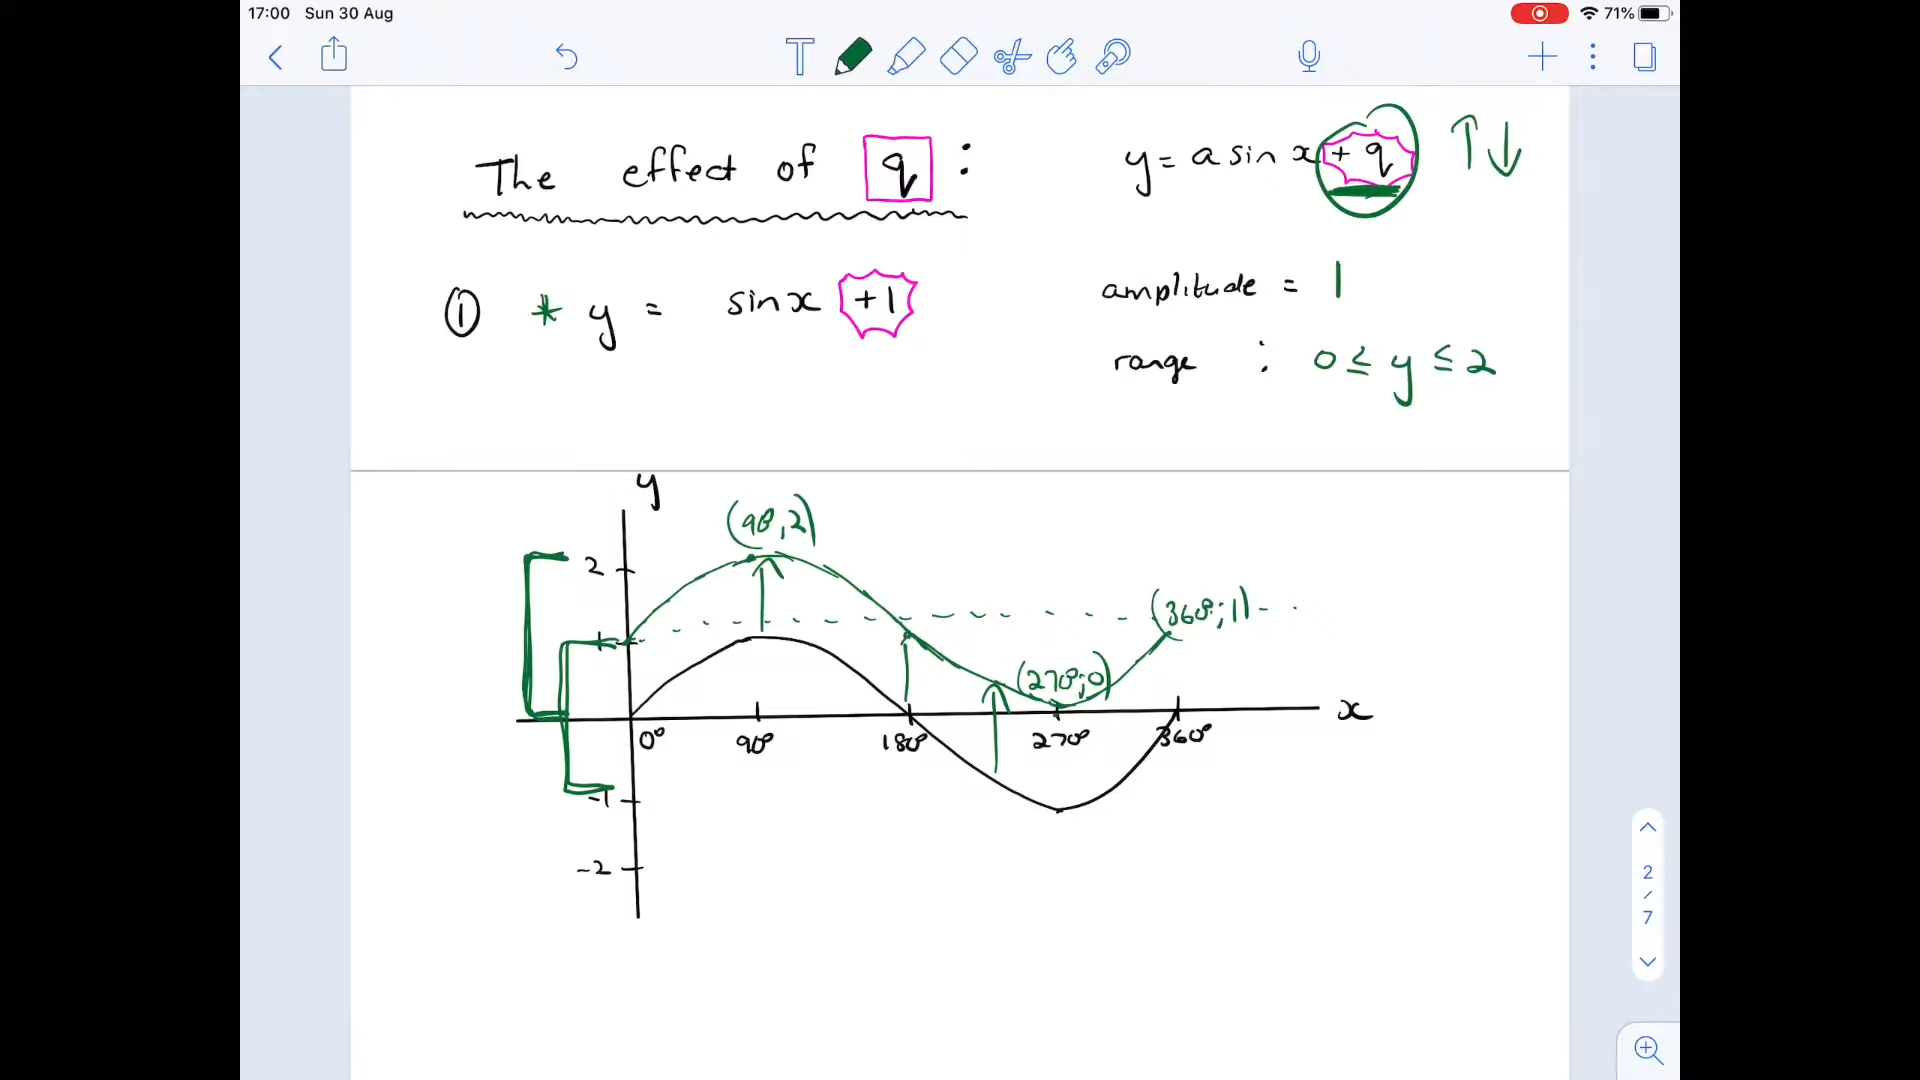 17:00 Sun 30 Aug 71%
T
The effect of q : y = a sin x + q ↑↓
① * y = sin x +1
amplitude = 1
range : 0 ≤ y ≤ 2
y
(90°,2)
2
(360°;1)
1
(270°;0)
x
0° 90° 180° 270° 360°
-1
-2
2
/
7